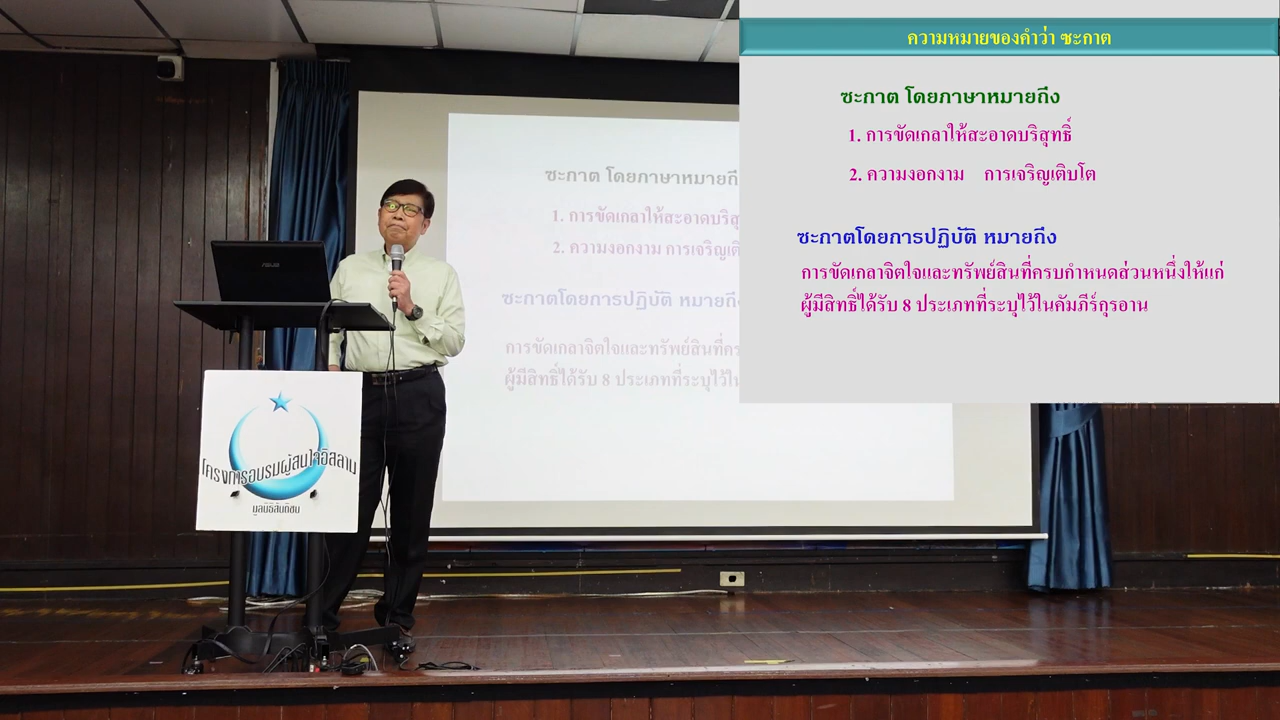 ความหมายของคำว่า ซะกาต
ซะกาต โดยภาษาหมายถึง
1. การขัดเกลาให้สะอาดบริสุทธิ์
2. ความงอกงาม การเจริญเติบโต
ซะกาตโดยการปฏิบัติ หมายถึง
การขัดเกลาจิตใจและทรัพย์สินที่ครบกำหนดส่วนหนึ่งให้แก่
ผู้มีสิทธิ์ได้รับ 8 ประเภทที่ระบุไว้ในคัมภีร์กุรอาน
ซะกาต โดยภาษาหมายถึ
1. การขัดเกลาให้สะอาดบริสุ
2. ความงอกงาม การเจริญเติ
ซะกาตโดยการปฏิบัติ หมายถึง
การขัดเกลาจิตใจและทรัพย์สินที่คร
ผู้มีสิทธิ์ได้รับ 8 ประเภทที่ระบุไว้ใน
ASUS
โครงการอบรมผู้สนใจอิสลาม
มูลนิธิสันติชน